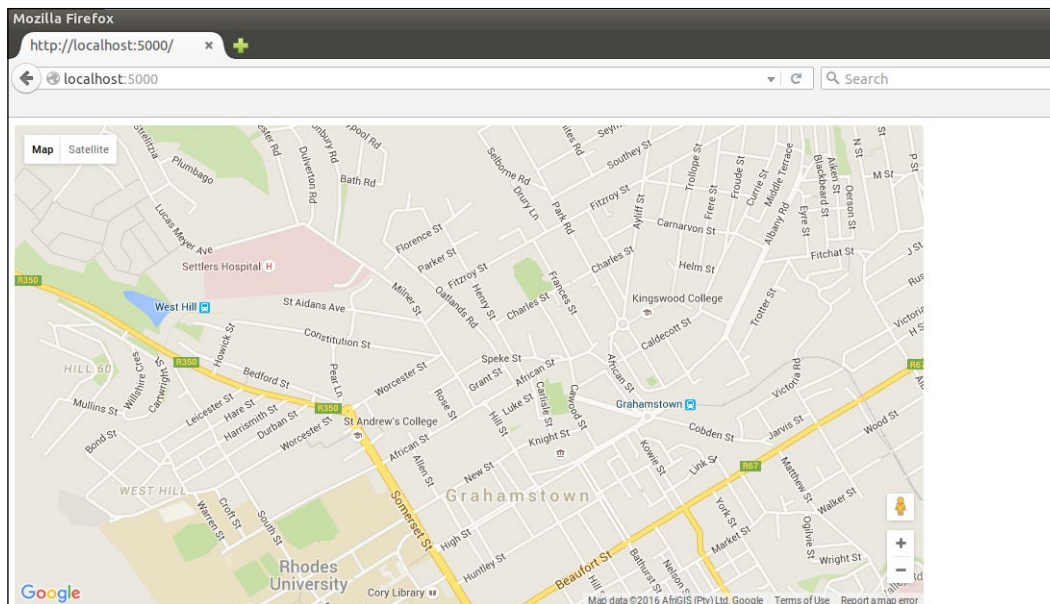 Mozilla Firefox
http://localhost:5000/
localhost:5000
Search
Map Satellite
Strelitzia
Plumbago
Dulverton Rd
Bath Rd
Lucas Meyer Ave
Settlers Hospital H
R350
West Hill
St Aidans Ave
Constitution St
Howick St
R350
HILL 60
Wiltshire Cres
Cartwright St
Mullins St
Bond St
Bedford St
Pear Ln
Leicester St
Hare St
Harrismith St
Durban St
Worcester St
R350
Worcester St
St Andrew's College
African St
Allen St
WEST HILL
Warren St
Croft St
South St
Somerset St
Rhodes
University
Cory Library
Selborne Rd
Drury Ln
Park Rd
Fitzroy St
Southey St
Florence St
Parker St
Fitzroy St
Oatlands Rd
Milner St
Henry St
Charles St
Frances St
Charles St
Ayliff St
Trollope St
Frere St
Froude St
Currie St
Middle Terrace
Albany Rd
Carnarvon St
Helm St
Blackbeard St
Aiken St
Eyre St
Oerson St
N St
St
P St
M St
Fitchat St
J St
Kingswood College
Caldecott St
Trotter St
Speke St
Grant St
African St
African St
Luke St
Carlisle St
Cawood St
Rose St
Hill St
Knight St
New St
Grahamstown
Victoria Rd
R67
Cobden St
Jarvis St
Wood St
Kowie St
Link St
R67
Matthew St
Walker St
York St
Market St
Ogilvie St
Wright St
Grahamstown
High St
Huntley St
Beaufort St
Bathurst St
Nelson St
+
−
Google
Map data ©2016 AfriGIS (Pty) Ltd, Google Terms of Use Report a map error